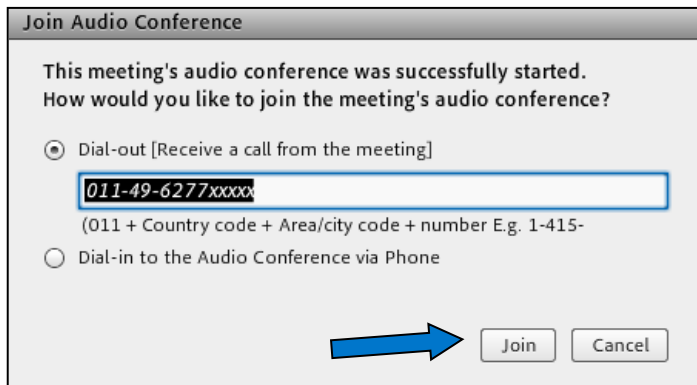 Join Audio Conference
This meeting's audio conference was successfully started.
How would you like to join the meeting's audio conference?
Dial-out [Receive a call from the meeting]
011-49-6277xxxxx
(011 + Country code + Area/city code + number E.g. 1-415-
Dial-in to the Audio Conference via Phone
Join Cancel